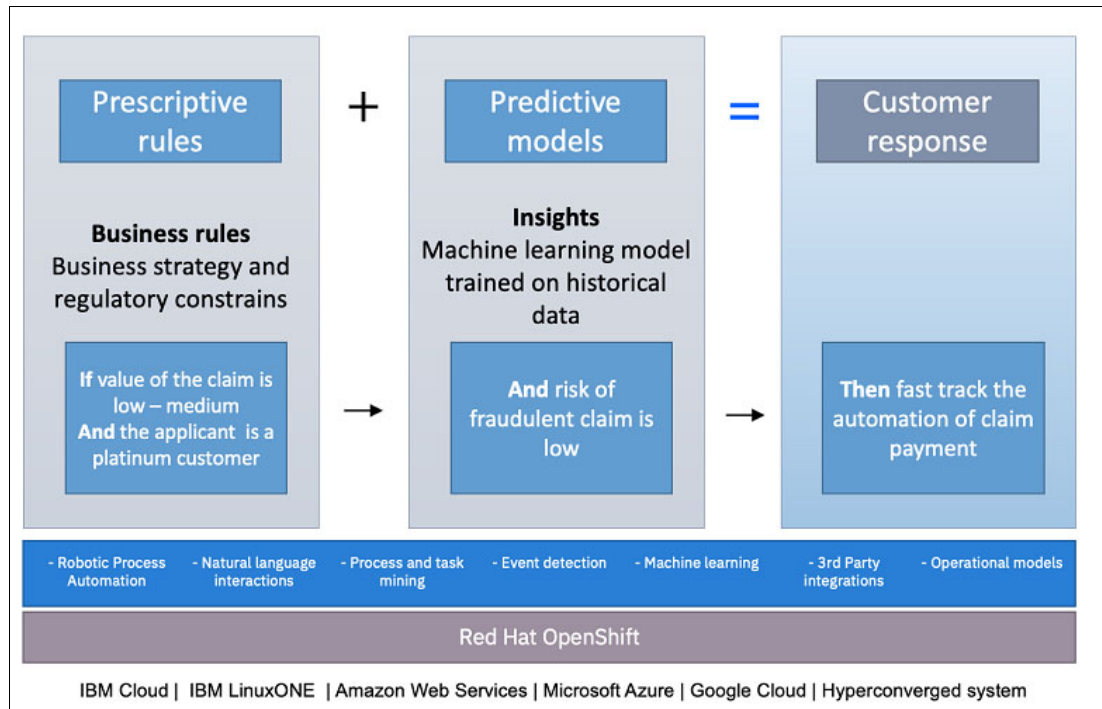 Prescriptive
rules
+
Predictive
models
=
Customer
response
Business rules
Business strategy and
regulatory constrains
Insights
Machine learning model
trained on historical
data
If value of the claim is
low – medium
And the applicant is a
platinum customer
And risk of
fraudulent claim is
low
Then fast track the
automation of claim
payment
- Robotic Process
Automation
- Natural language
interactions
- Process and task
mining
- Event detection
- Machine learning
- 3rd Party
integrations
- Operational models
Red Hat OpenShift
IBM Cloud | IBM LinuxONE | Amazon Web Services | Microsoft Azure | Google Cloud | Hyperconverged system